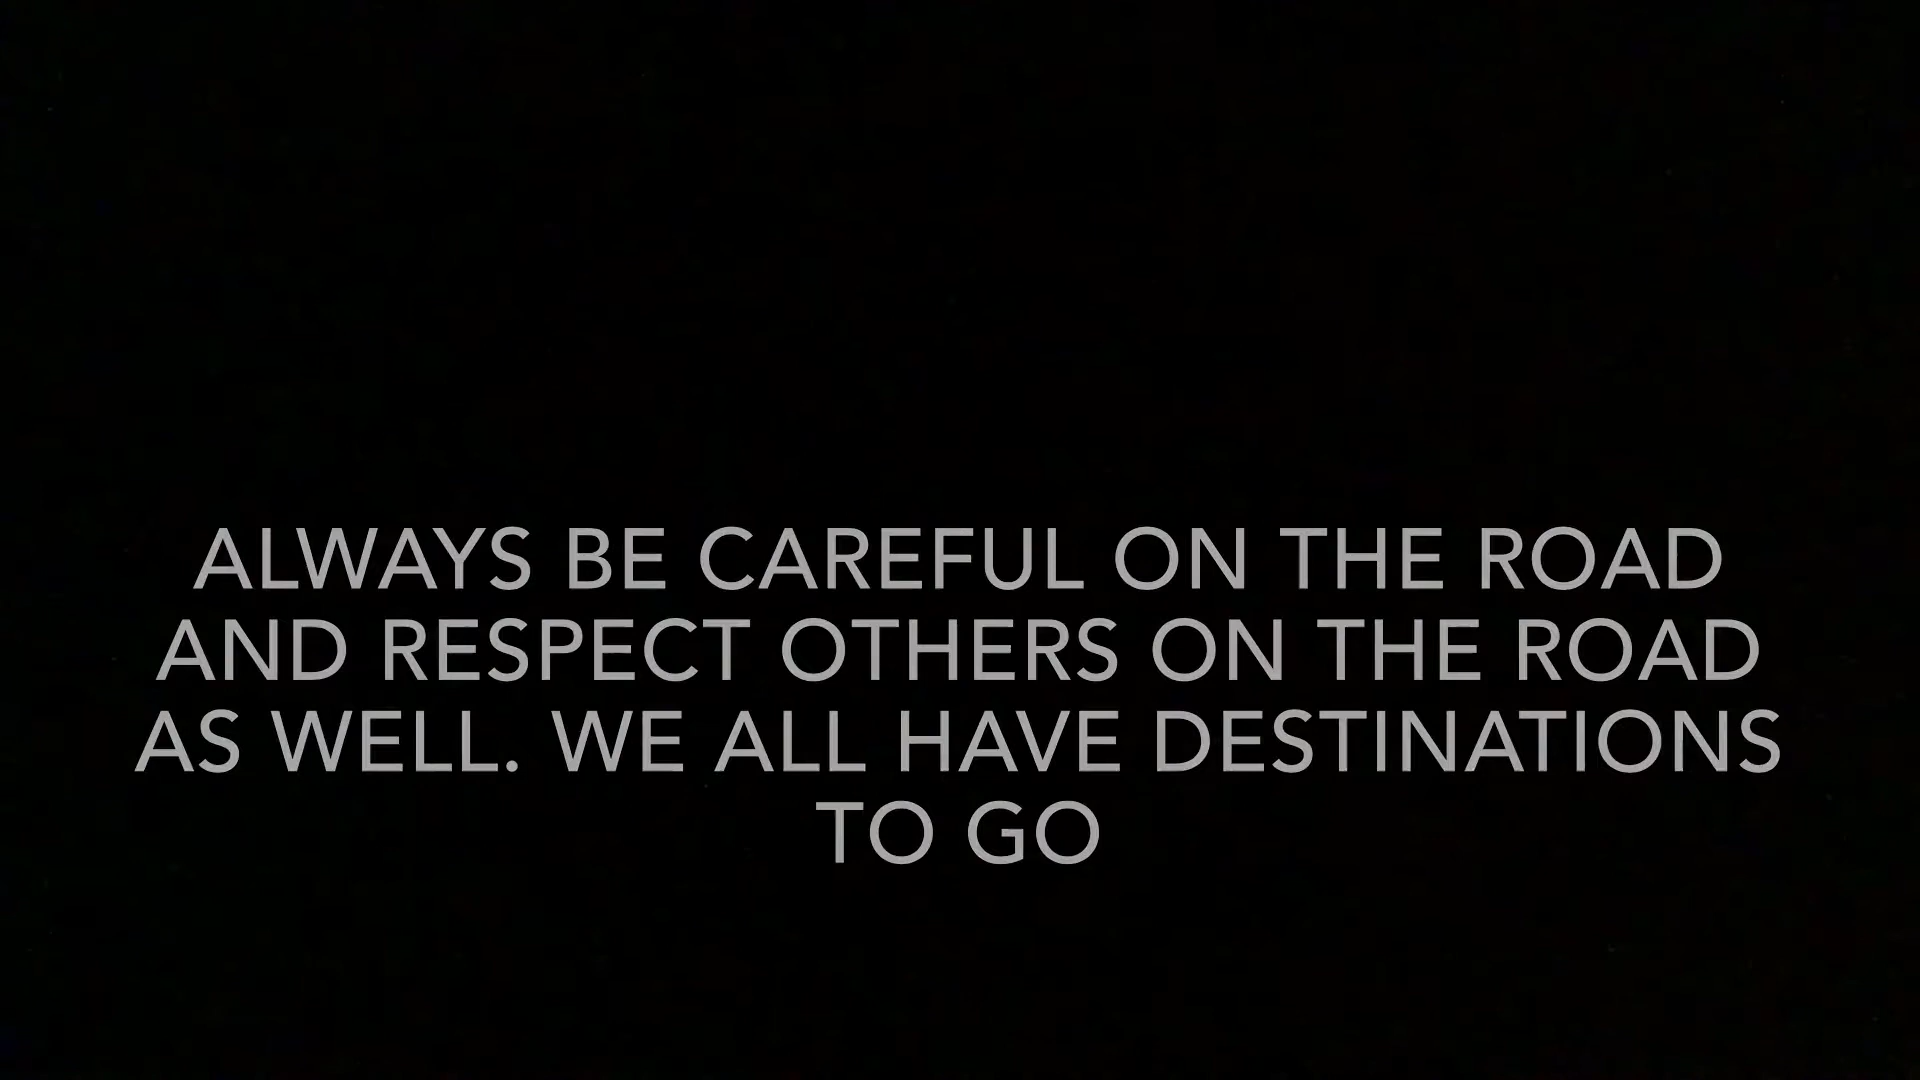 ALWAYS BE CAREFUL ON THE ROAD
AND RESPECT OTHERS ON THE ROAD
AS WELL. WE ALL HAVE DESTINATIONS
TO GO